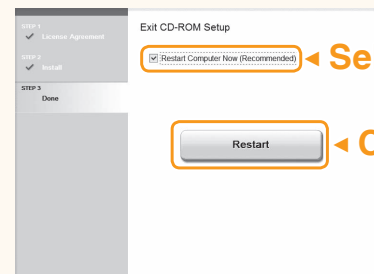 STEP 1
License Agreement
STEP 2
Install
STEP 3
Done
Exit CD-ROM Setup
Restart Computer Now (Recommended)
Se
Restart
C